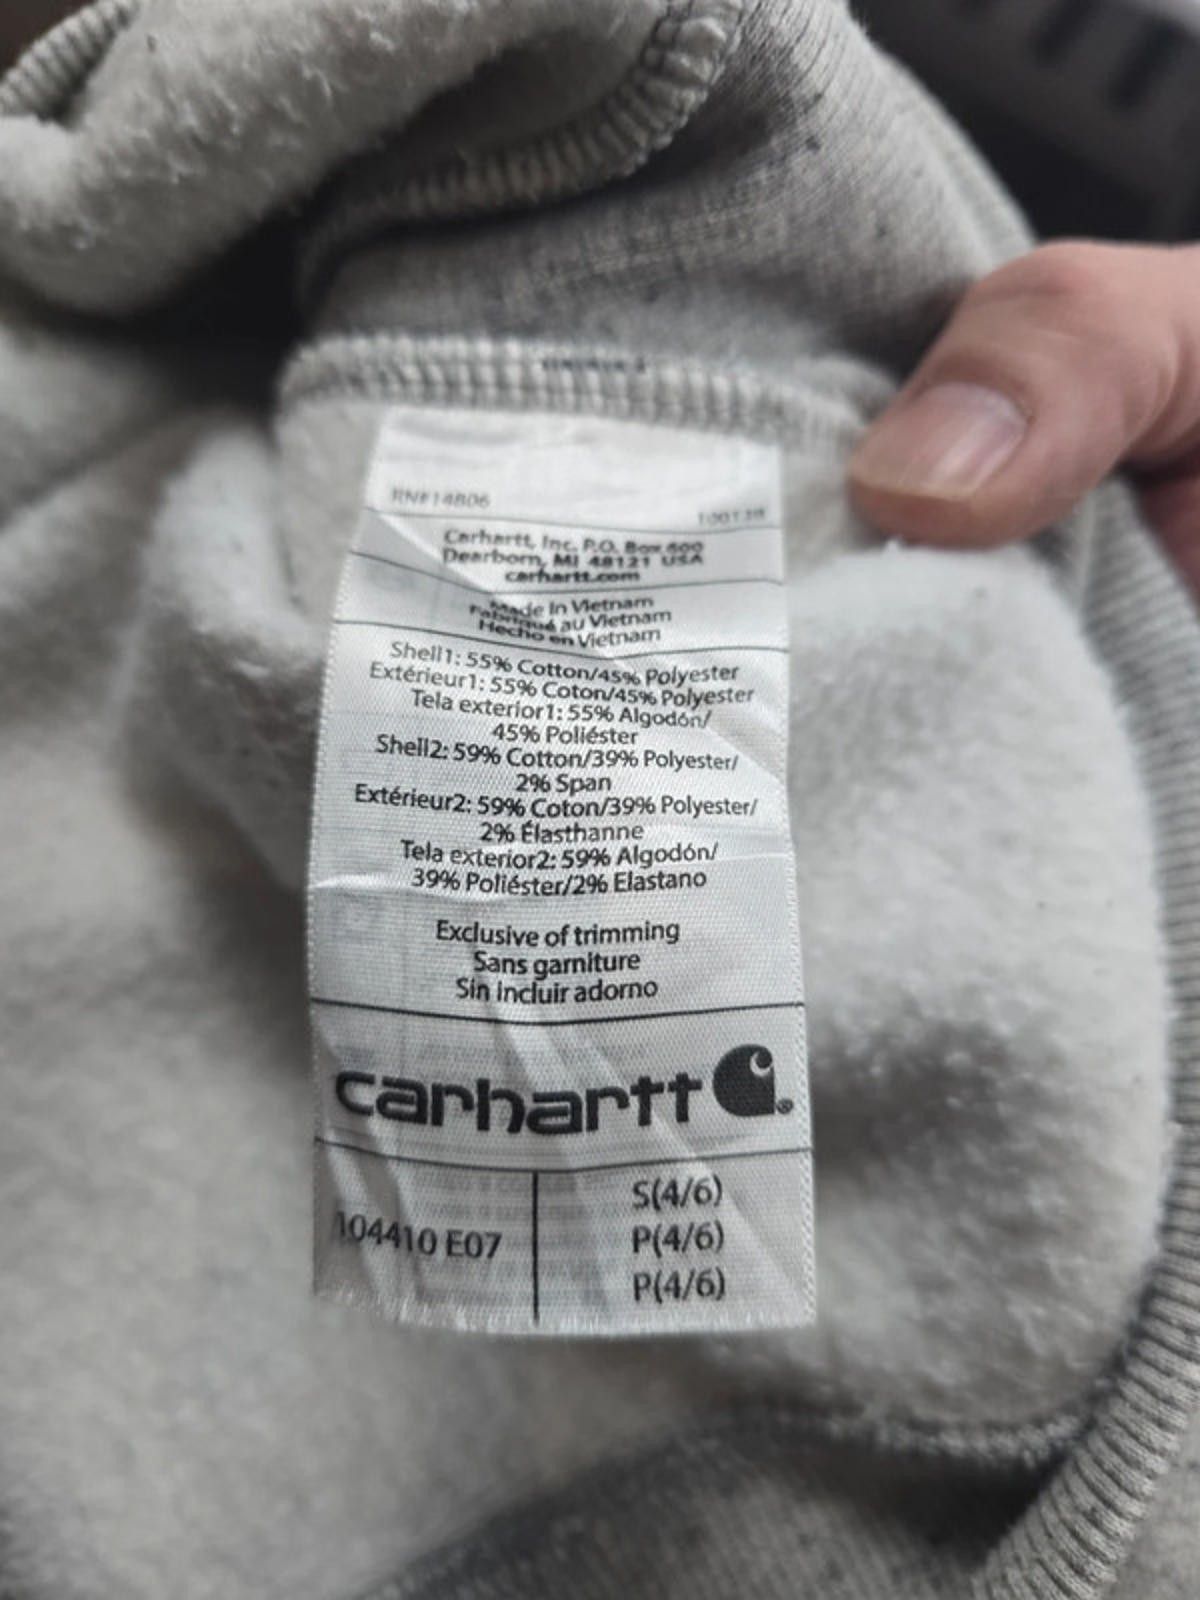 RN#14806
Carhartt, Inc. P.O. Box 600
Dearborn, MI 48121 USA
carhartt.com
Made in Vietnam
Fabriqué au Vietnam
Hecho en Vietnam
Shell1: 55% Cotton/45% Polyester
Extérieur1: 55% Coton/45% Polyester
Tela exterior1: 55% Algodón/
45% Poliéster
Shell2: 59% Cotton/39% Polyester/
2% Span
Extérieur2: 59% Coton/39% Polyester/
2% Élasthanne
Tela exterior2: 59% Algodón/
39% Poliéster/2% Elastano
Exclusive of trimming
Sans garniture
Sin incluir adorno
carhartt
104410 E07
S(4/6)
P(4/6)
P(4/6)